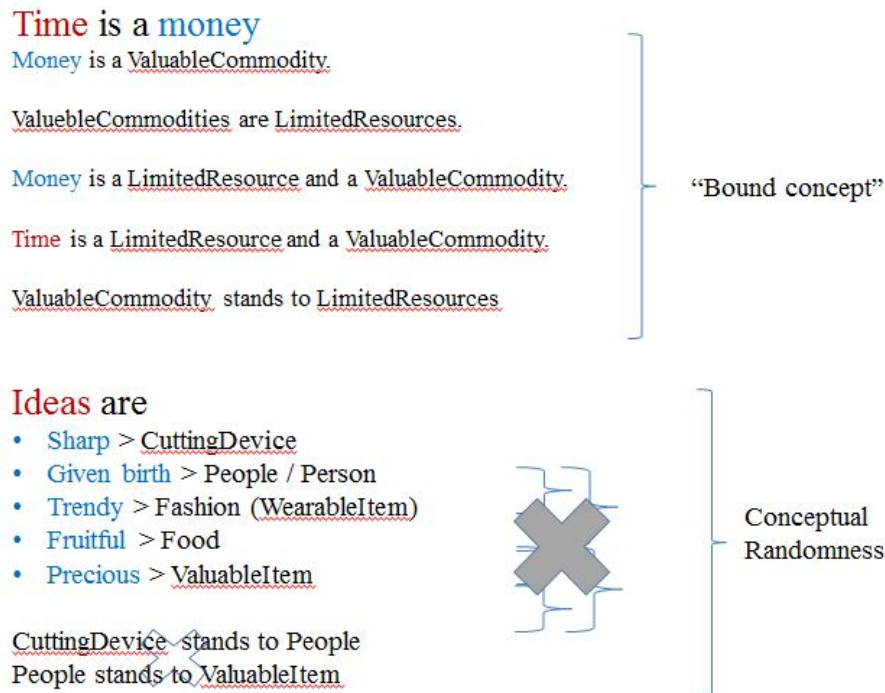 Time is a money
Money is a ValuableCommodity.
ValuebleCommodities are LimitedResources.
Money is a LimitedResource and a ValuableCommodity.
Time is a LimitedResource and a ValuableCommodity.
ValuableCommodity stands to LimitedResources
“Bound concept”
Ideas are
• Sharp > CuttingDevice
• Given birth > People / Person
• Trendy > Fashion (WearableItem)
• Fruitful > Food
• Precious > ValuableItem
Conceptual
Randomness
CuttingDevice stands to People
People stands to ValuableItem